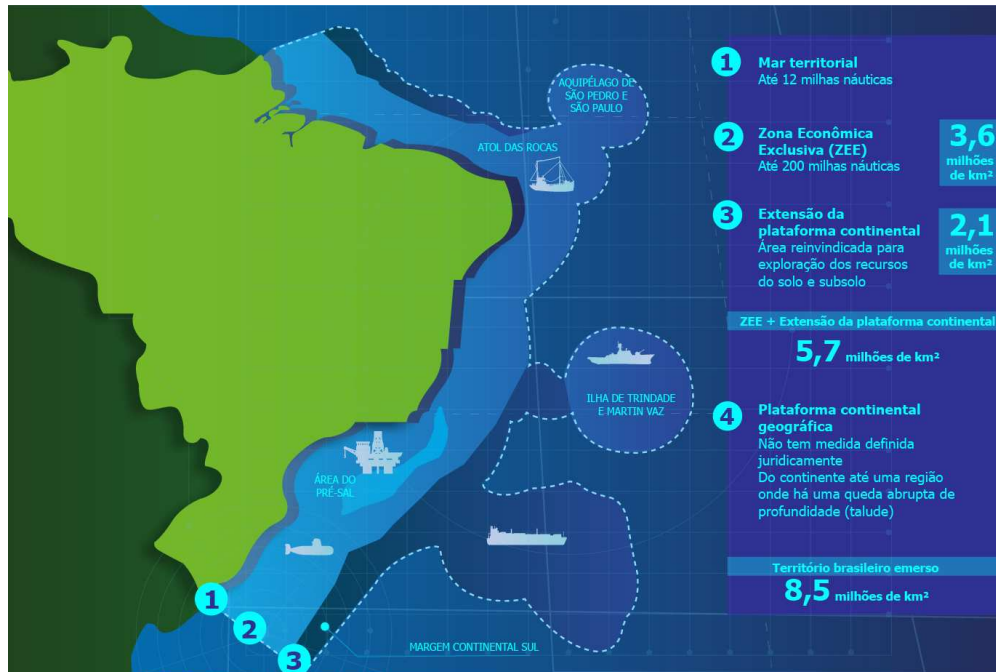 AQUIPÉLAGO DE
SÃO PEDRO E
SÃO PAULO
ATOL DAS ROCAS
ILHA DE TRINDADE
E MARTIN VAZ
ÁREA DO
PRÉ-SAL
MARGEM CONTINENTAL SUL
1
2
3
1
Mar territorial
Até 12 milhas náuticas
2
Zona Econômica
Exclusiva (ZEE)
Até 200 milhas náuticas
3,6
milhões
de km²
3
Extensão da
plataforma continental
Área reinvindicada para
exploração dos recursos
do solo e subsolo
2,1
milhões
de km²
ZEE + Extensão da plataforma continental
5,7 milhões de km²
4
Plataforma continental
geográfica
Não tem medida definida
juridicamente
Do continente até uma região
onde há uma queda abrupta de
profundidade (talude)
Território brasileiro emerso
8,5 milhões de km²